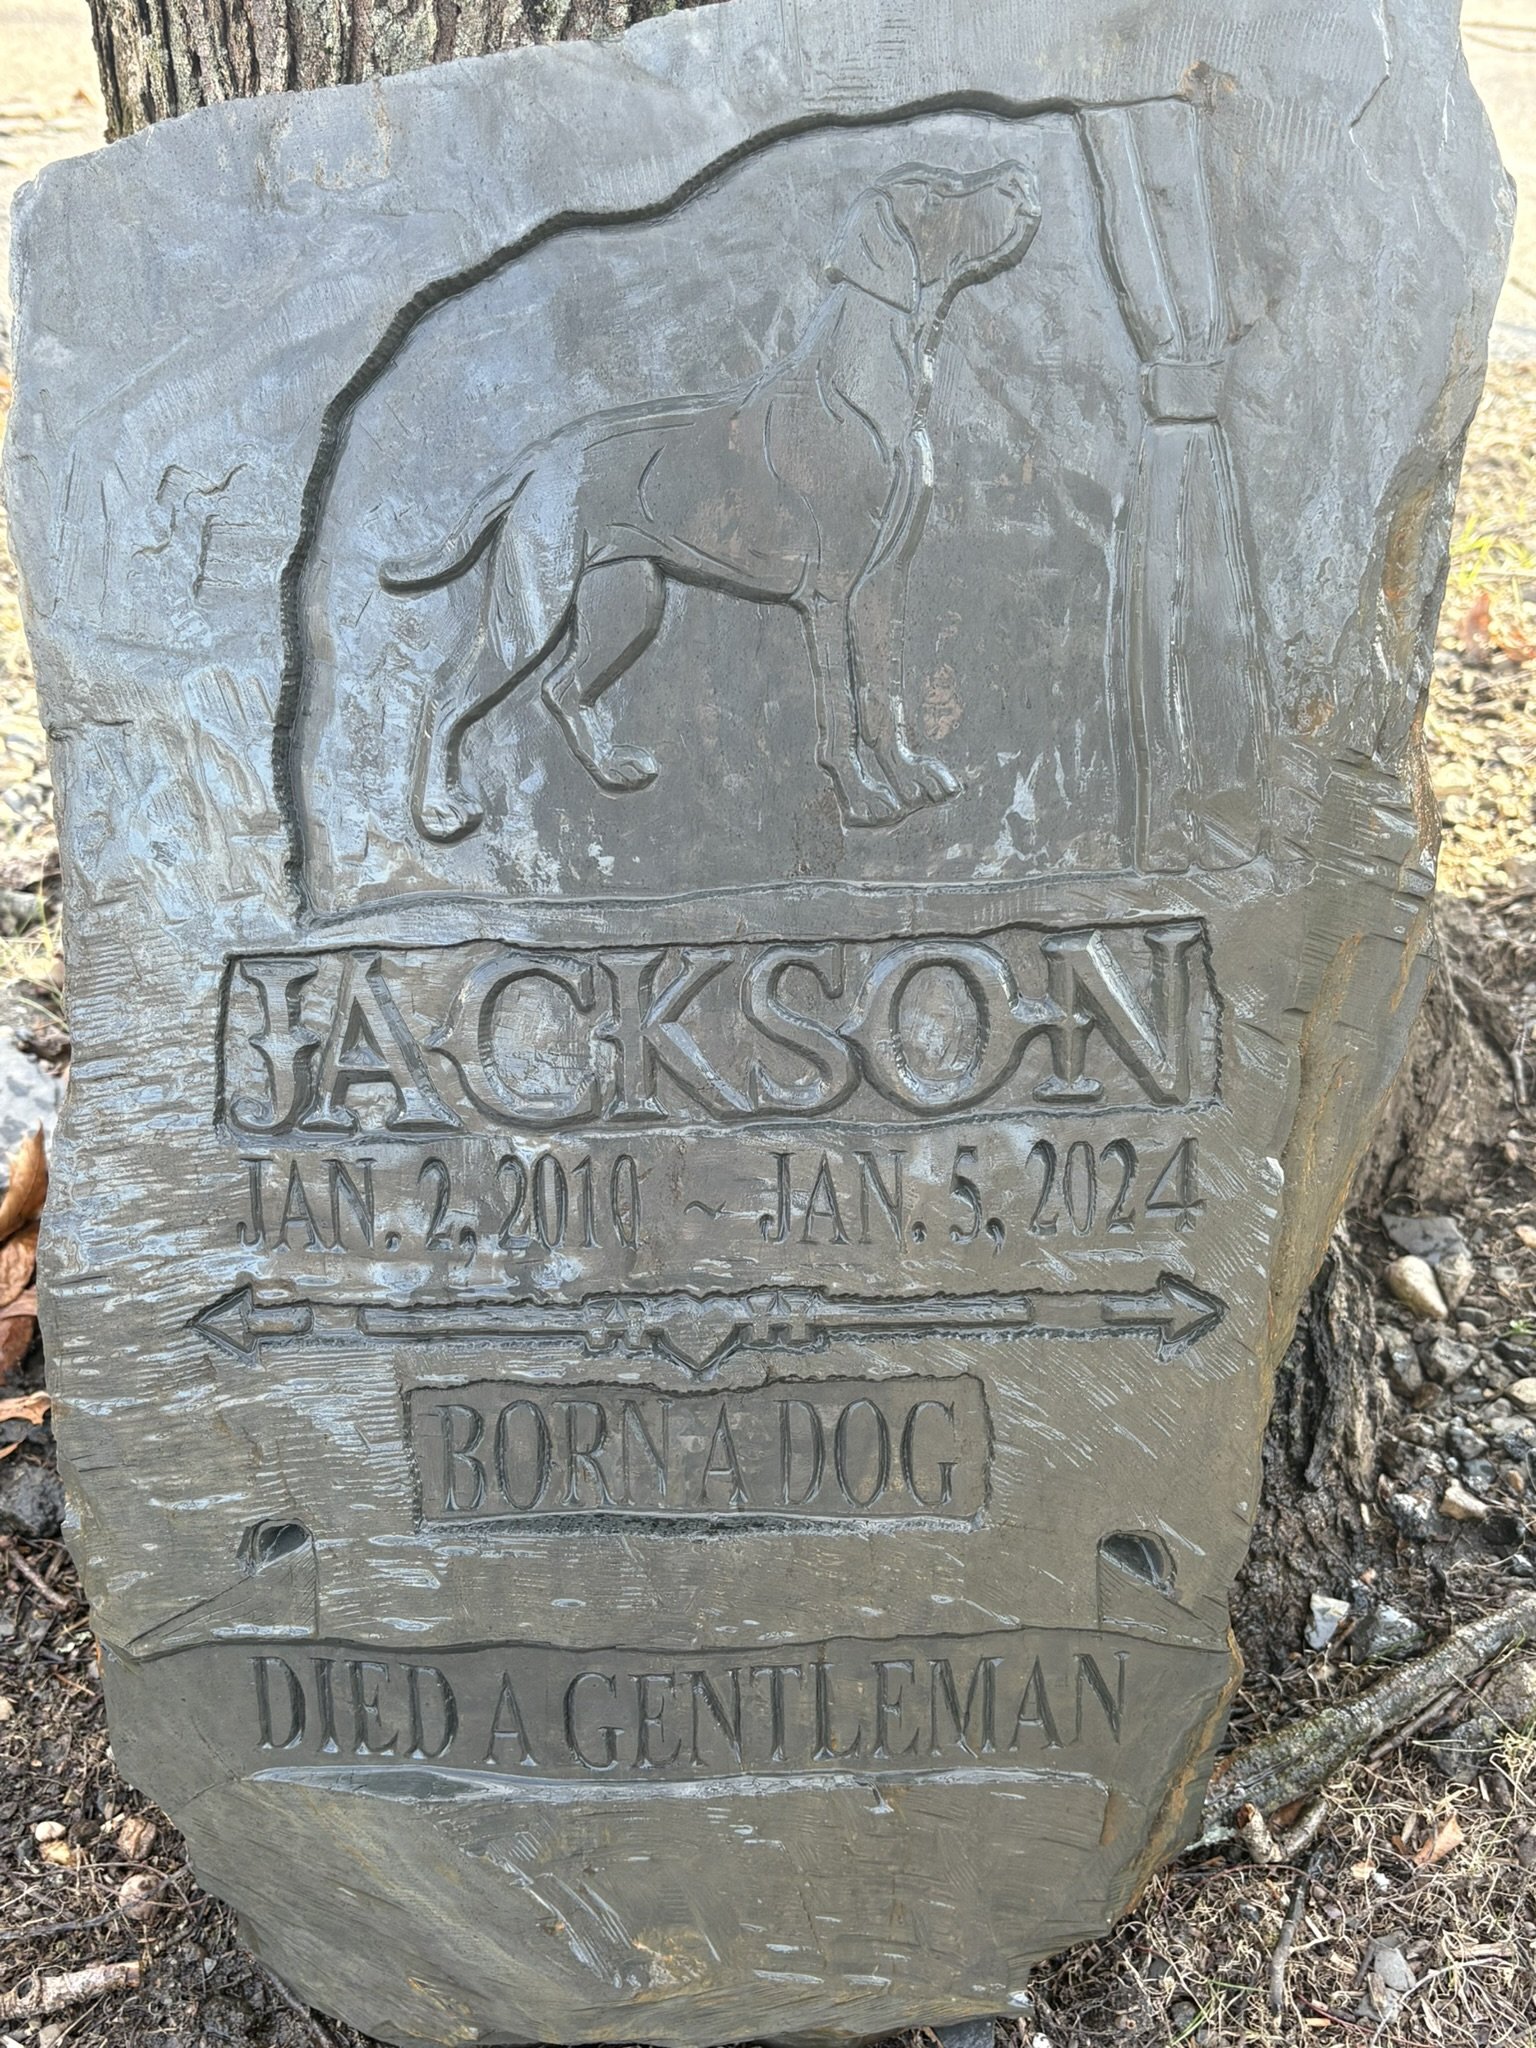 JACKSON
JAN. 2, 2010 ~ JAN. 5, 2024
BORN A DOG
DIED A GENTLEMAN